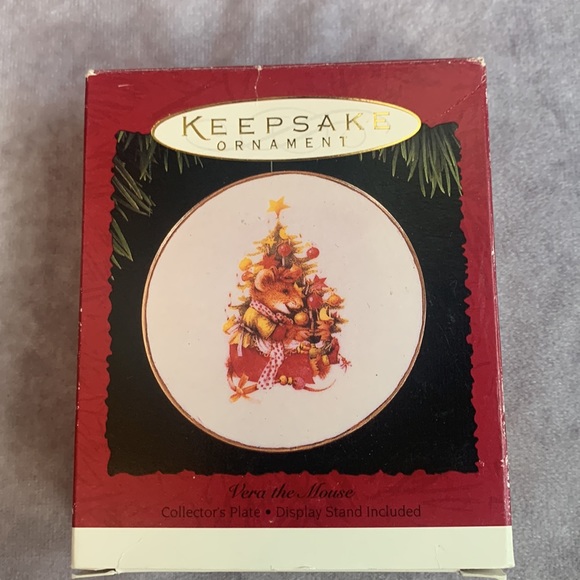 KEEPSAKE
ORNAMENT
Vera the Mouse
Collector's Plate • Display Stand Included